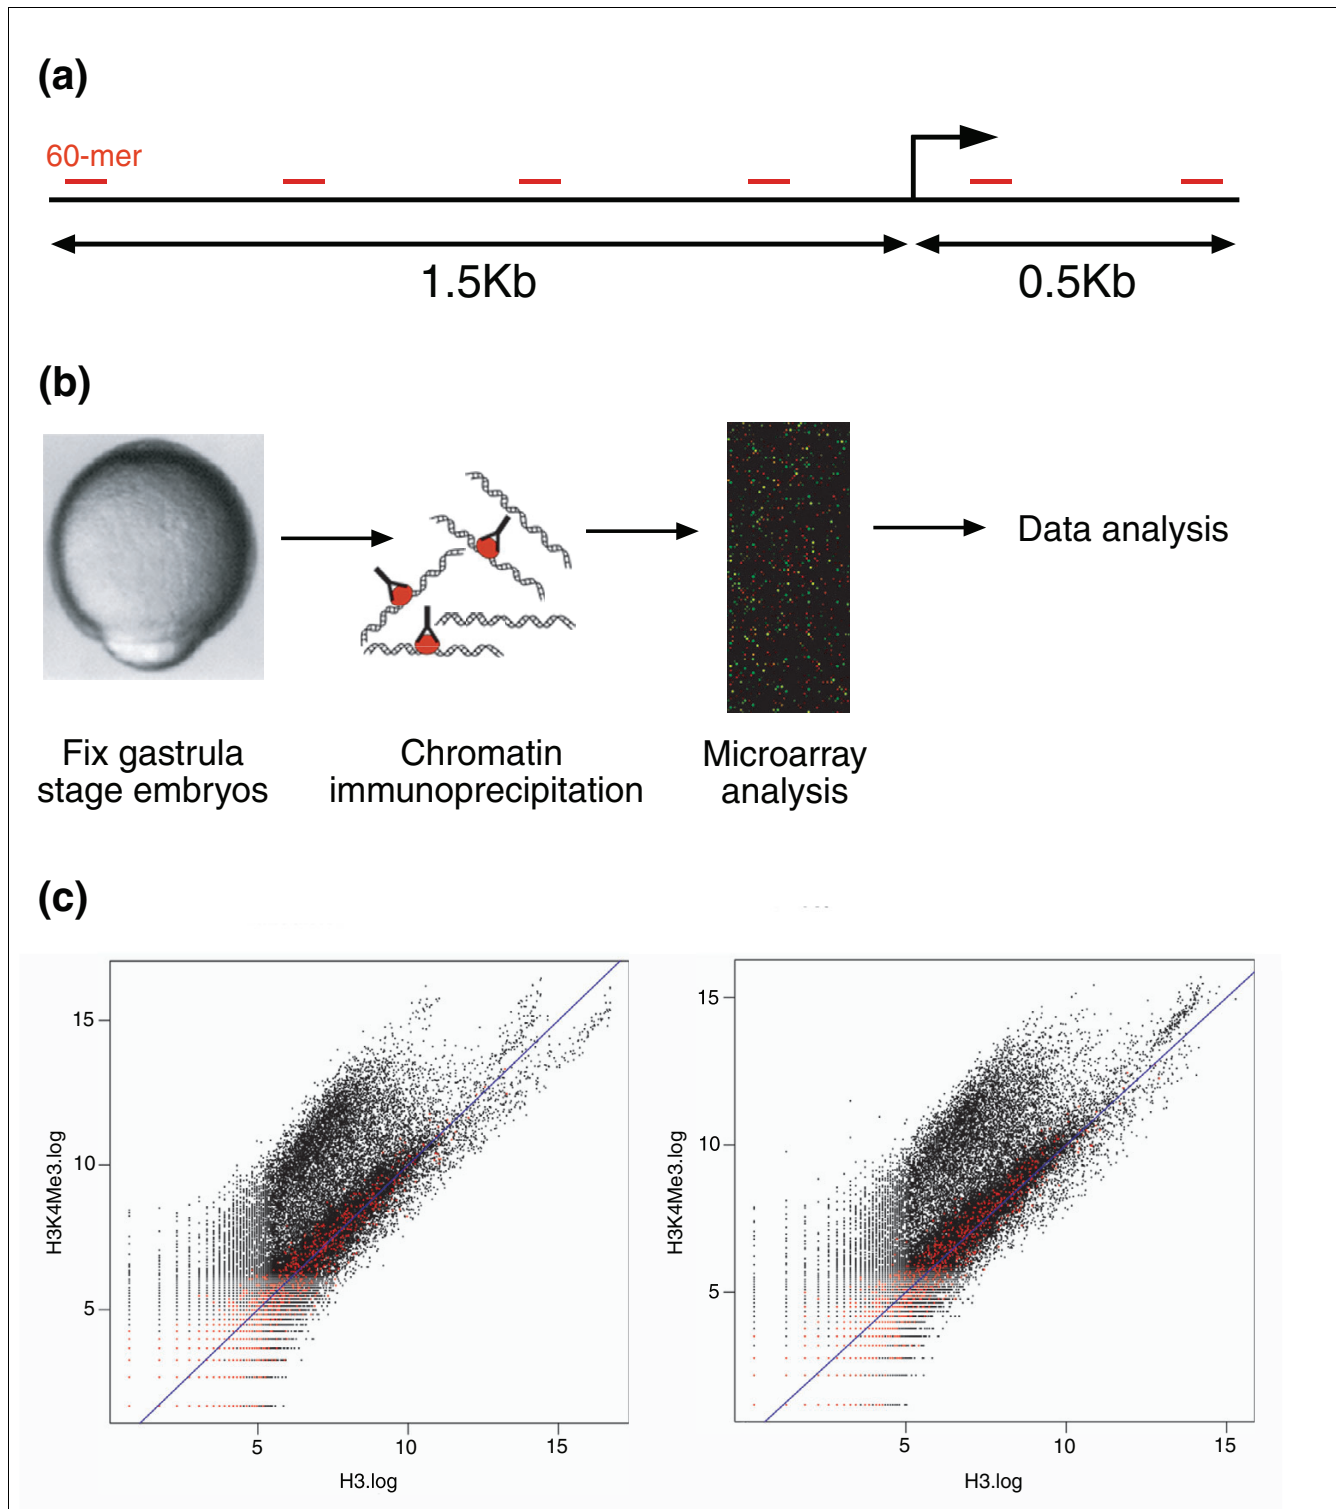 (a)
60-mer
1.5Kb
0.5Kb
(b)
Data analysis
Fix gastrula
stage embryos
Chromatin
immunoprecipitation
Microarray
analysis
(c)
H3K4Me3.log
15
10
5
5
10
15
H3.log
H3K4Me3.log
15
10
5
5
10
15
H3.log